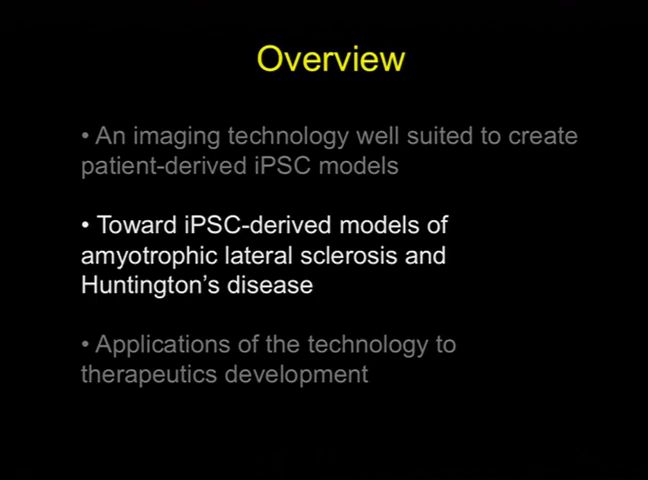 Overview
• An imaging technology well suited to create
patient-derived iPSC models
• Toward iPSC-derived models of
amyotrophic lateral sclerosis and
Huntington's disease
• Applications of the technology to
therapeutics development